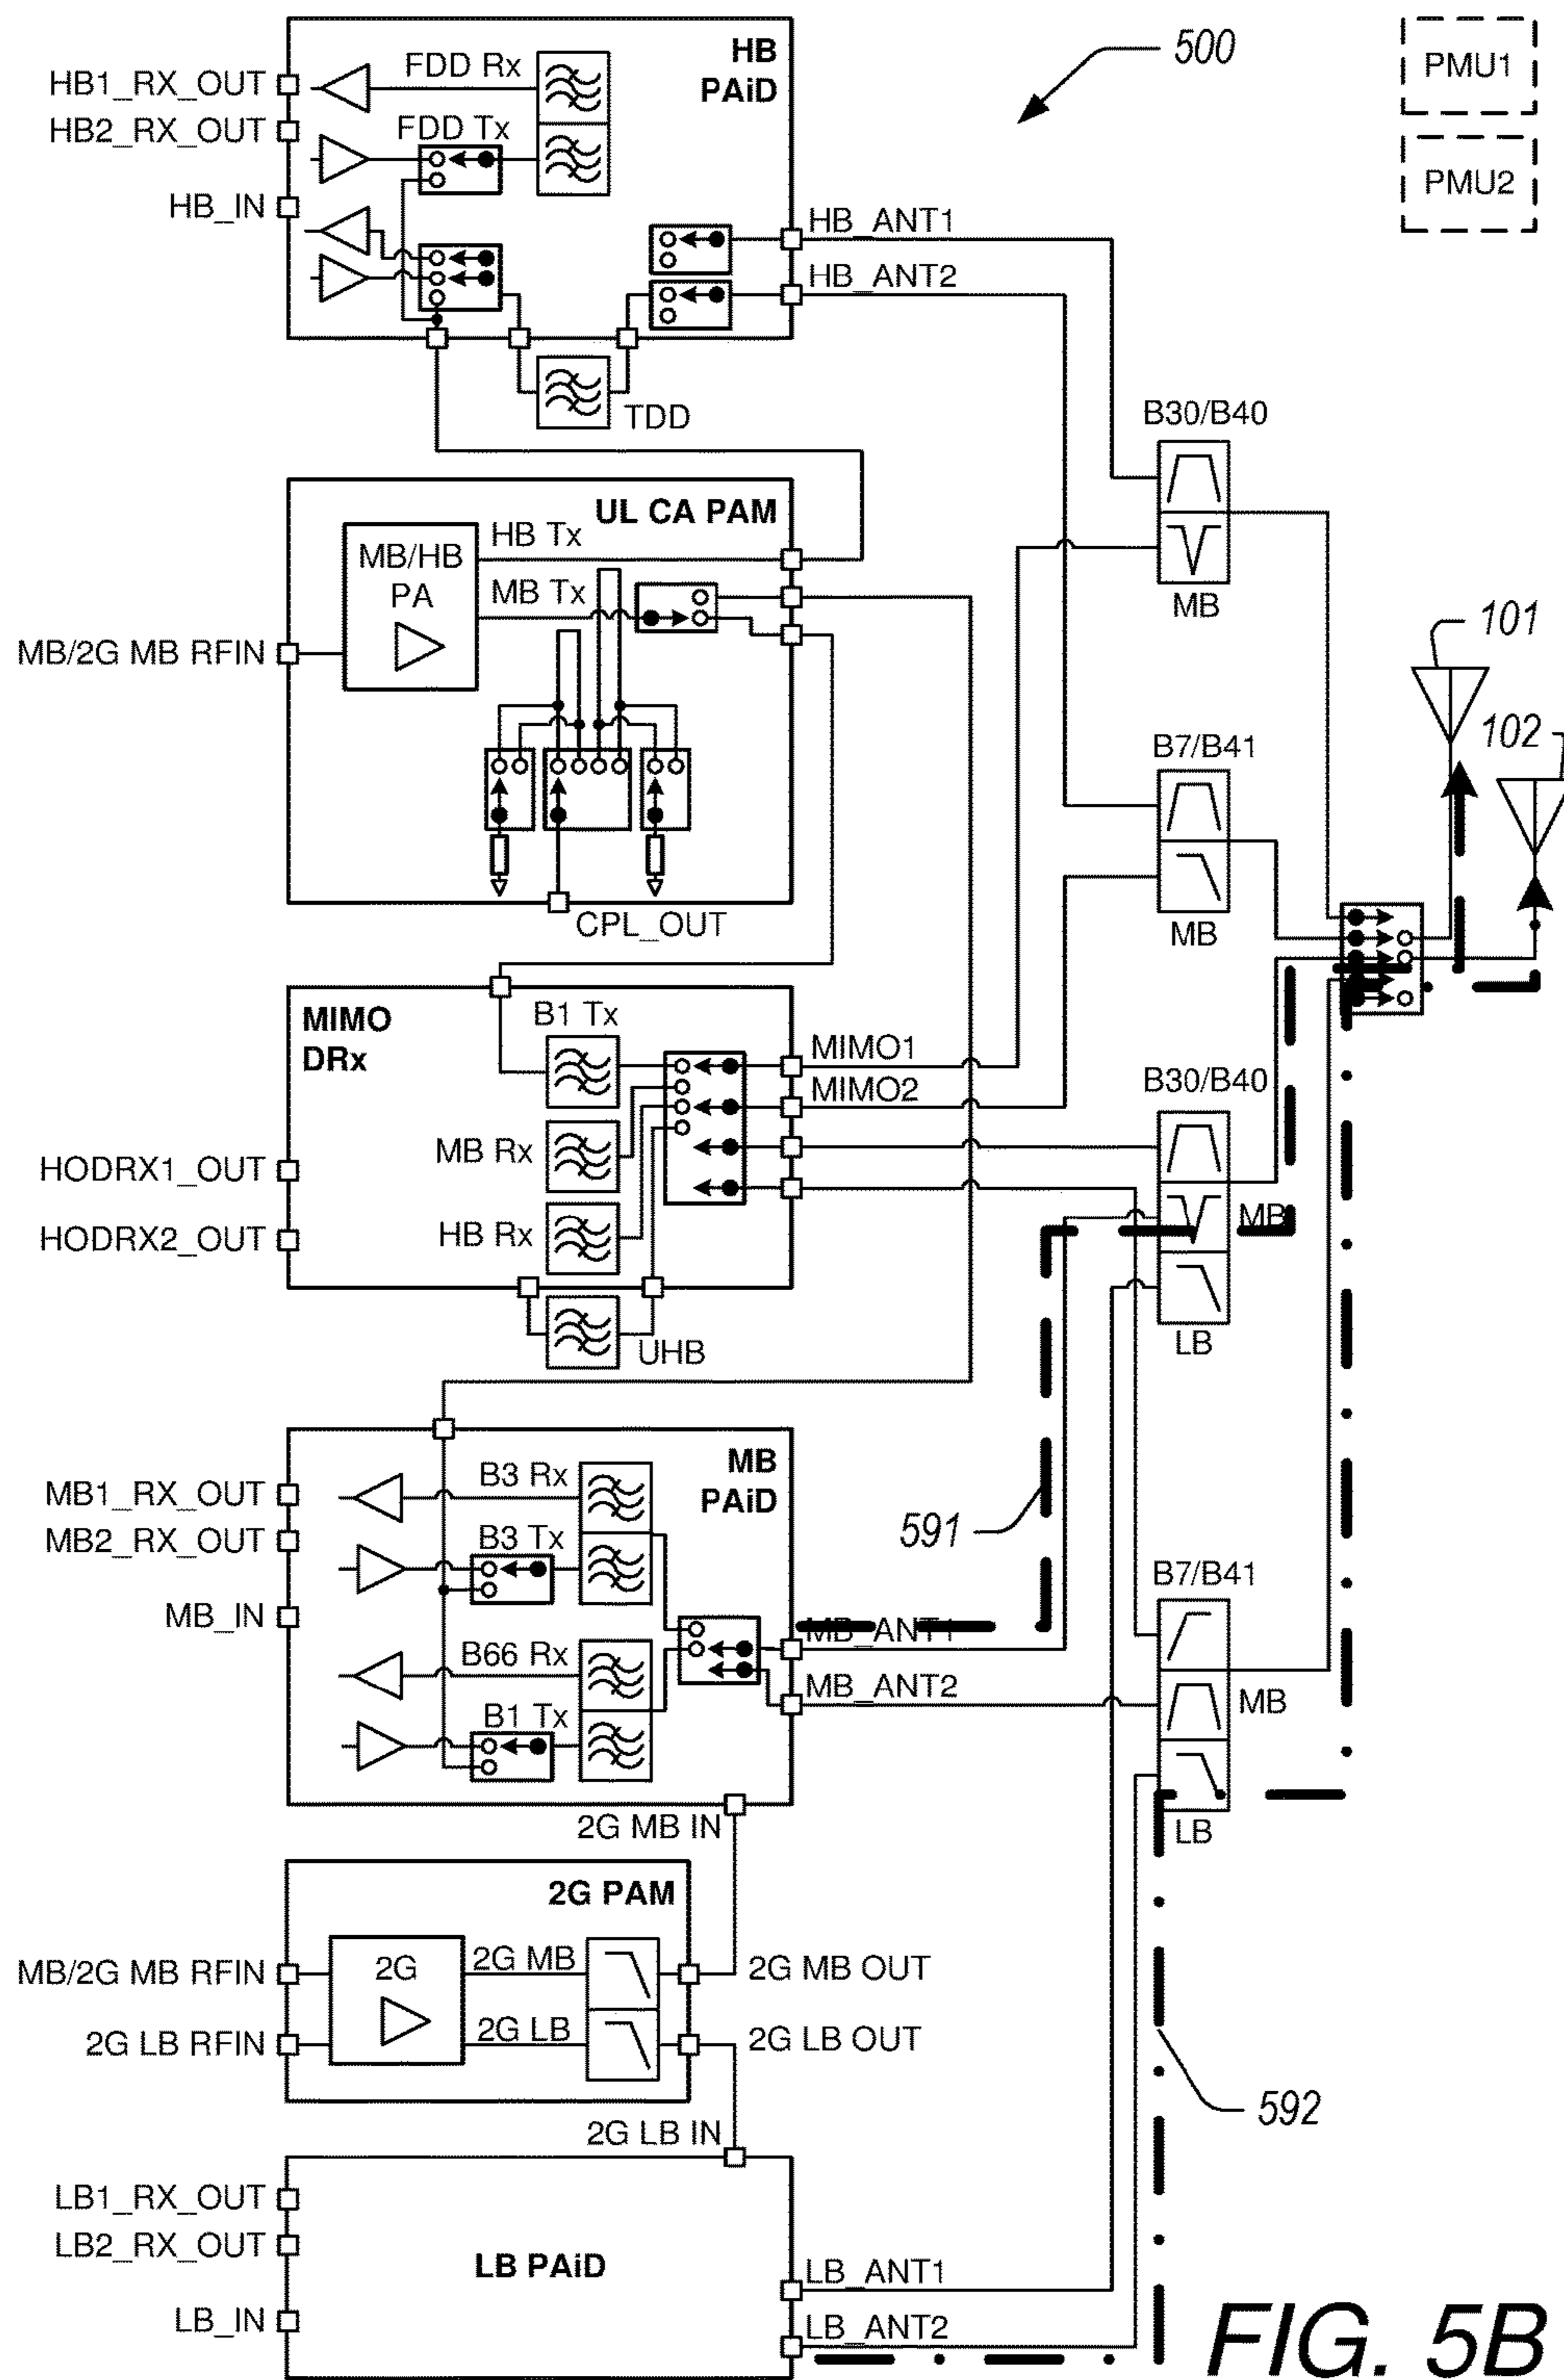 HB
PAiD
500
PMU1
PMU2
HB1_RX_OUT
FDD Rx
HB2_RX_OUT
FDD Tx
HB_IN
HB_ANT1
HB_ANT2
TDD
B30/B40
MB
UL CA PAM
MB/HB
PA
HB Tx
MB Tx
MB/2G MB RFIN
CPL_OUT
101
102
B7/B41
MB
MIMO
DRx
B1 Tx
MIMO1
MIMO2
MB Rx
HB Rx
HODRX1_OUT
HODRX2_OUT
UHB
B30/B40
MB
LB
MB
PAiD
MB1_RX_OUT
B3 Rx
MB2_RX_OUT
B3 Tx
MB_IN
B66 Rx
B1 Tx
MB_ANT1
MB_ANT2
591
B7/B41
MB
LB
2G MB IN
2G PAM
MB/2G MB RFIN
2G
2G MB
2G MB OUT
2G LB RFIN
2G LB
2G LB OUT
2G LB IN
592
LB1_RX_OUT
LB2_RX_OUT
LB PAiD
LB_IN
LB_ANT1
LB_ANT2
FIG. 5B